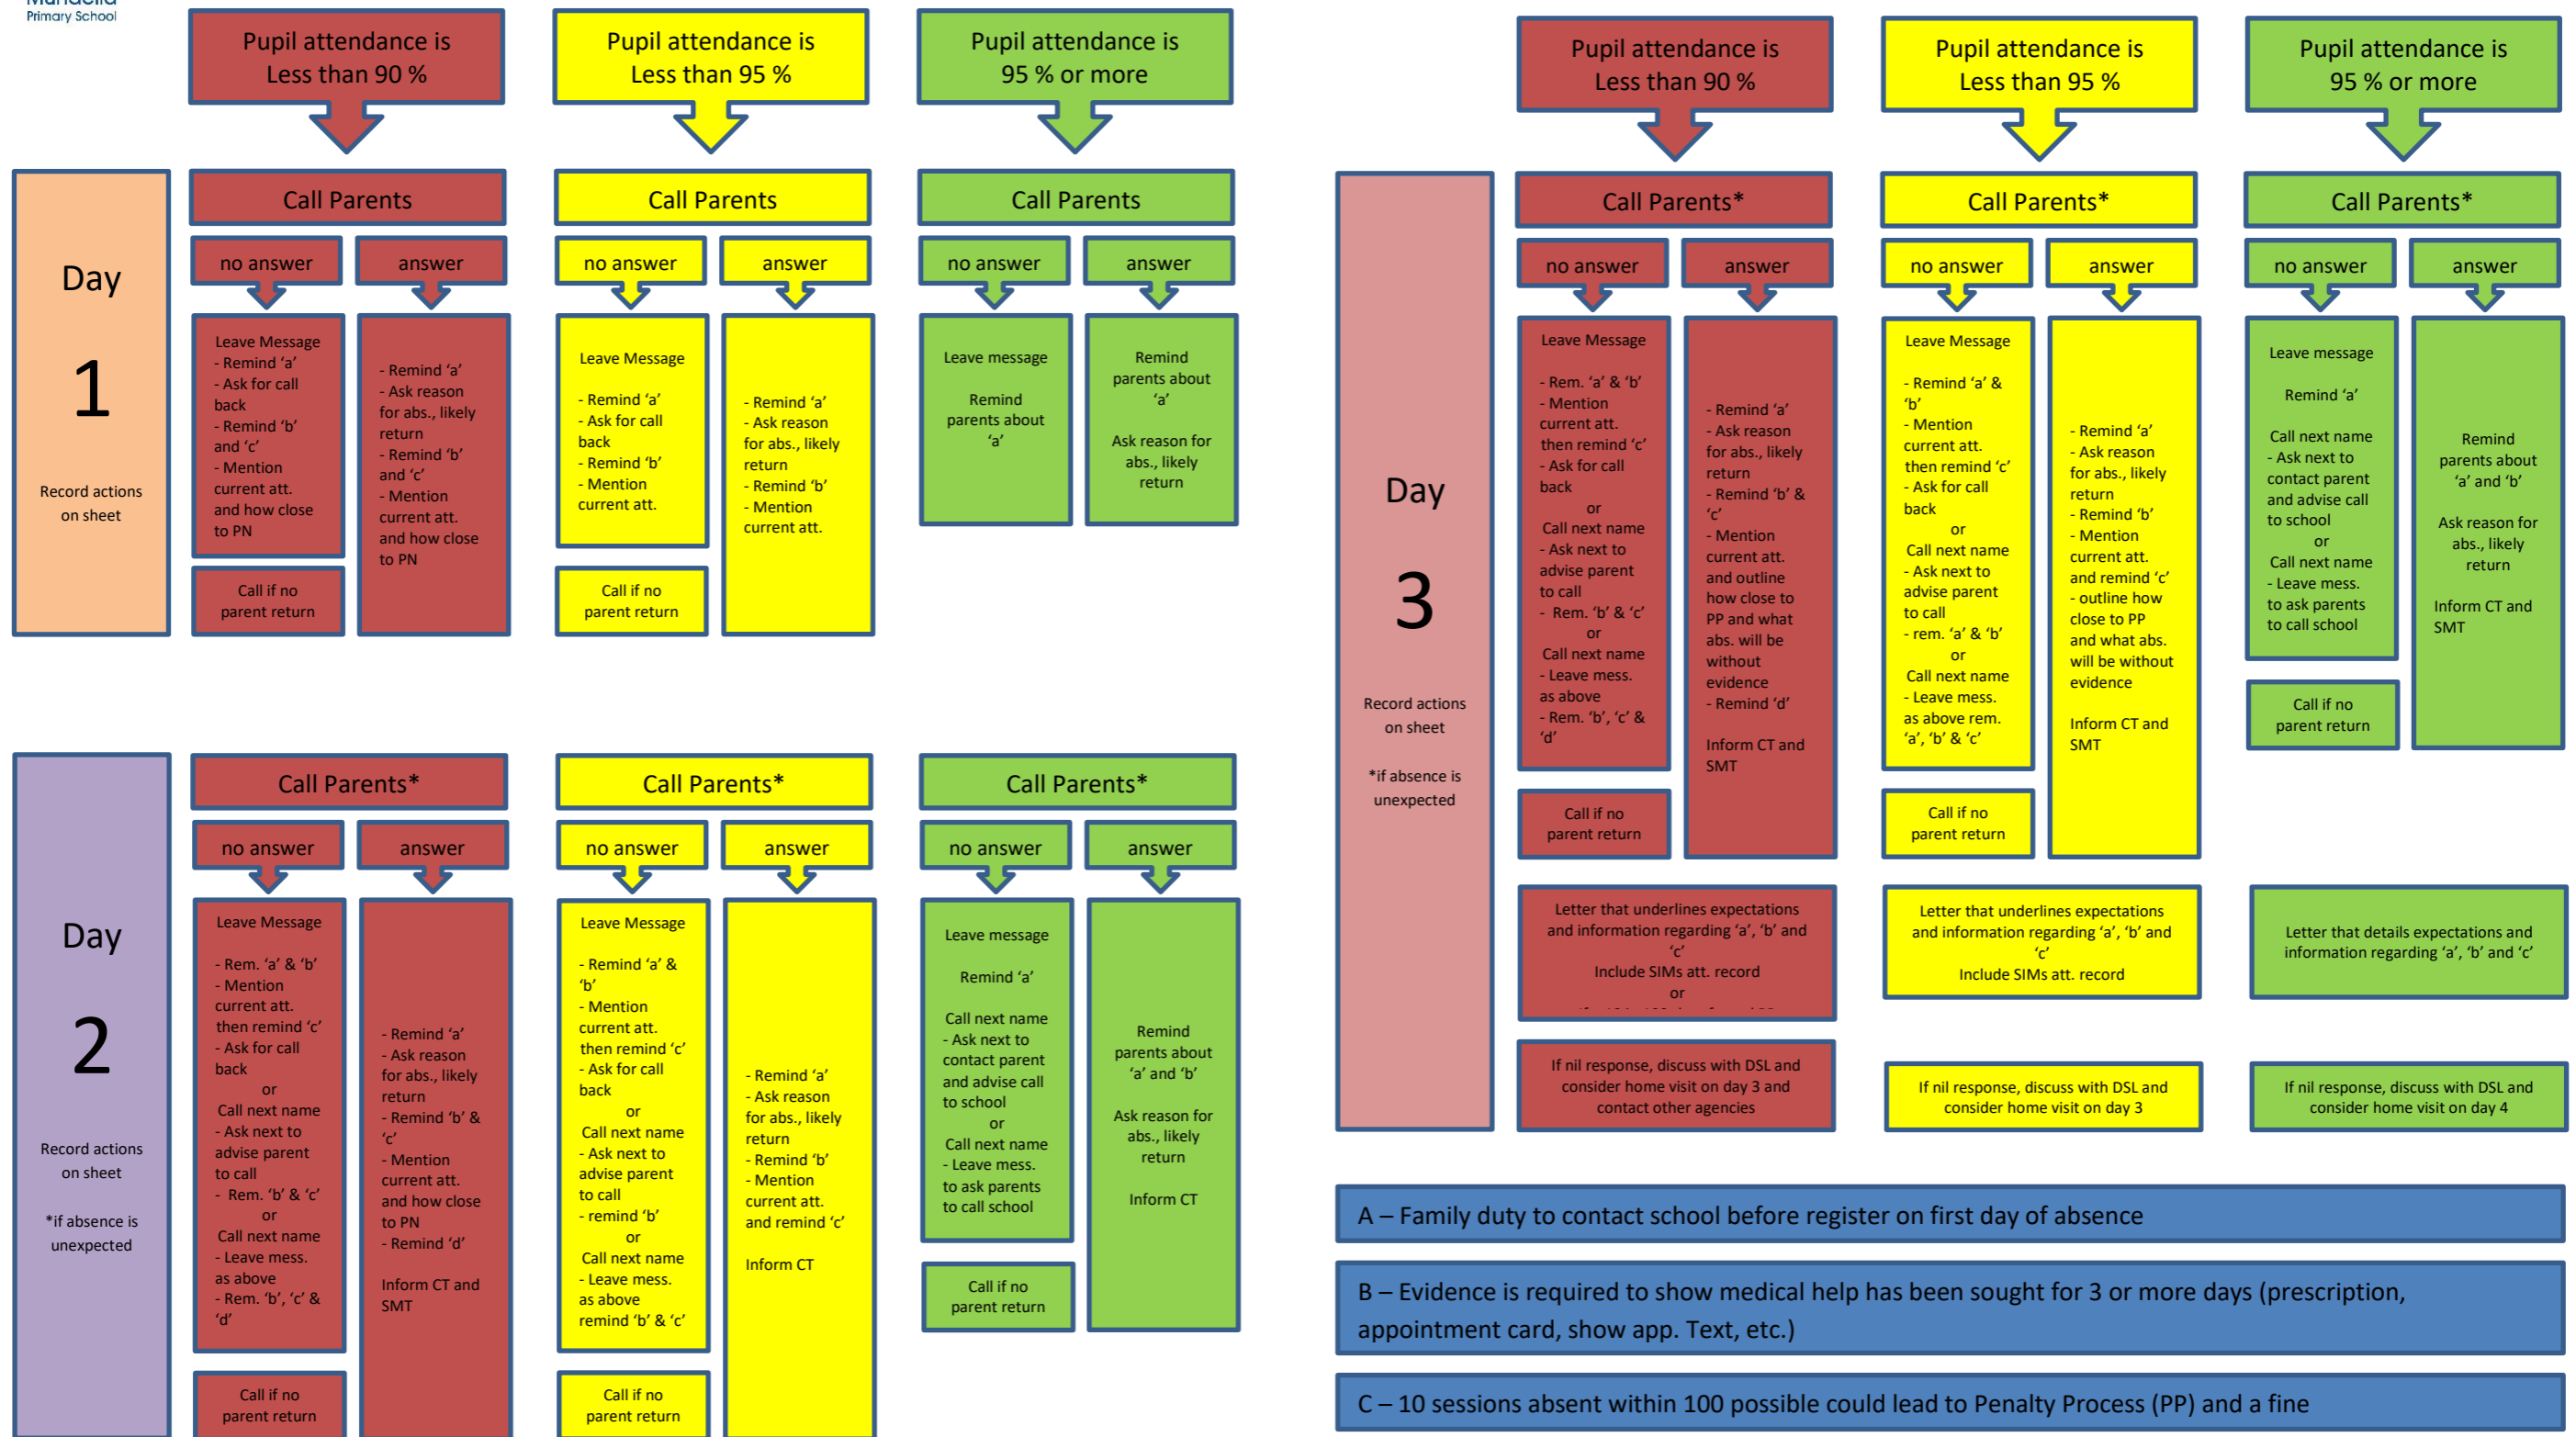 Primary School
Pupil attendance is
Less than 90 %
Pupil attendance is
Less than 95 %
Pupil attendance is
95 % or more
Day
1
Record actions
on sheet
Call Parents
no answer
answer
Leave Message
- Remind ‘a’
- Ask for call
back
- Remind ‘b’
and ‘c’
- Mention
current att.
and how close
to PN
Call if no
parent return
- Remind ‘a’
- Ask reason
for abs., likely
return
- Remind ‘b’
and ‘c’
- Mention
current att.
and how close
to PN
Call Parents
no answer
answer
Leave Message
- Remind ‘a’
- Ask for call
back
- Remind ‘b’
- Mention
current att.
Call if no
parent return
- Remind ‘a’
- Ask reason
for abs., likely
return
- Remind ‘b’
- Mention
current att.
Call Parents
no answer
answer
Leave message
Remind
parents about
‘a’
Remind
parents about
‘a’
Ask reason for
abs., likely
return
Day
2
Record actions
on sheet
*if absence is
unexpected
Call Parents*
no answer
answer
Leave Message
- Rem. ‘a’ & ‘b’
- Mention
current att.
then remind ‘c’
- Ask for call
back
or
Call next name
- Ask next to
advise parent
to call
- Rem. ‘b’ & ‘c’
or
Call next name
- Leave mess.
as above
- Rem. ‘b’, ‘c’ &
‘d’
Call if no
parent return
- Remind ‘a’
- Ask reason
for abs., likely
return
- Remind ‘b’ &
‘c’
- Mention
current att.
and how close
to PN
- Remind ‘d’
Inform CT and
SMT
Call Parents*
no answer
answer
Leave Message
- Remind ‘a’ &
‘b’
- Mention
current att.
then remind ‘c’
- Ask for call
back
or
Call next name
- Ask next to
advise parent
to call
- remind ‘b’
or
Call next name
- Leave mess.
as above
remind ‘b’ & ‘c’
Call if no
parent return
- Remind ‘a’
- Ask reason
for abs., likely
return
- Remind ‘b’
- Mention
current att.
and remind ‘c’
Inform CT
Call Parents*
no answer
answer
Leave message
Remind ‘a’
Call next name
- Ask next to
contact parent
and advise call
to school
or
Call next name
- Leave mess.
to ask parents
to call school
Call if no
parent return
Remind
parents about
‘a’ and ‘b’
Ask reason for
abs., likely
return
Inform CT
Pupil attendance is
Less than 90 %
Pupil attendance is
Less than 95 %
Pupil attendance is
95 % or more
Day
3
Record actions
on sheet
*if absence is
unexpected
Call Parents*
no answer
answer
Leave Message
- Rem. ‘a’ & ‘b’
- Mention
current att.
then remind ‘c’
- Ask for call
back
or
Call next name
- Ask next to
advise parent
to call
- Rem. ‘b’ & ‘c’
or
Call next name
- Leave mess.
as above
- Rem. ‘b’, ‘c’ &
‘d’
Call if no
parent return
- Remind ‘a’
- Ask reason
for abs., likely
return
- Remind ‘b’ &
‘c’
- Mention
current att.
and outline
how close to
PP and what
abs. will be
without
evidence
- Remind ‘d’
Inform CT and
SMT
Letter that underlines expectations
and information regarding ‘a’, ‘b’ and
‘c’
Include SIMs att. record
or
If nil response, discuss with DSL and
consider home visit on day 3 and
contact other agencies
Call Parents*
no answer
answer
Leave Message
- Remind ‘a’ &
‘b’
- Mention
current att.
then remind ‘c’
- Ask for call
back
or
Call next name
- Ask next to
advise parent
to call
- rem. ‘a’ & ‘b’
or
Call next name
- Leave mess.
as above rem.
‘a’, ‘b’ & ‘c’
Call if no
parent return
- Remind ‘a’
- Ask reason
for abs., likely
return
- Remind ‘b’
- Mention
current att.
and remind ‘c’
- outline how
close to PP
and what abs.
will be without
evidence
Inform CT and
SMT
Letter that underlines expectations
and information regarding ‘a’, ‘b’ and
‘c’
Include SIMs att. record
If nil response, discuss with DSL and
consider home visit on day 3
Call Parents*
no answer
answer
Leave message
Remind ‘a’
Call next name
- Ask next to
contact parent
and advise call
to school
or
Call next name
- Leave mess.
to ask parents
to call school
Call if no
parent return
Remind
parents about
‘a’ and ‘b’
Ask reason for
abs., likely
return
Inform CT and
SMT
Letter that details expectations and
information regarding ‘a’, ‘b’ and ‘c’
If nil response, discuss with DSL and
consider home visit on day 4
A – Family duty to contact school before register on first day of absence
B – Evidence is required to show medical help has been sought for 3 or more days (prescription,
appointment card, show app. Text, etc.)
C – 10 sessions absent within 100 possible could lead to Penalty Process (PP) and a fine